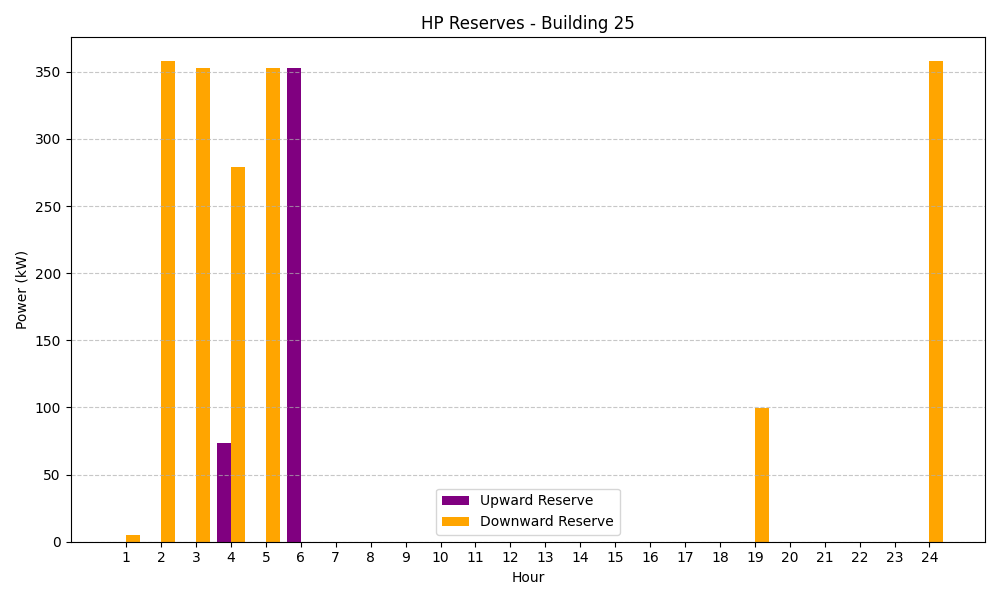 HP Reserves - Building 25
Power (kW)
350
300
250
200
150
100
50
0
Upward Reserve
Downward Reserve
1 2 3 4 5 6 7 8 9 10 11 12 13 14 15 16 17 18 19 20 21 22 23 24
Hour